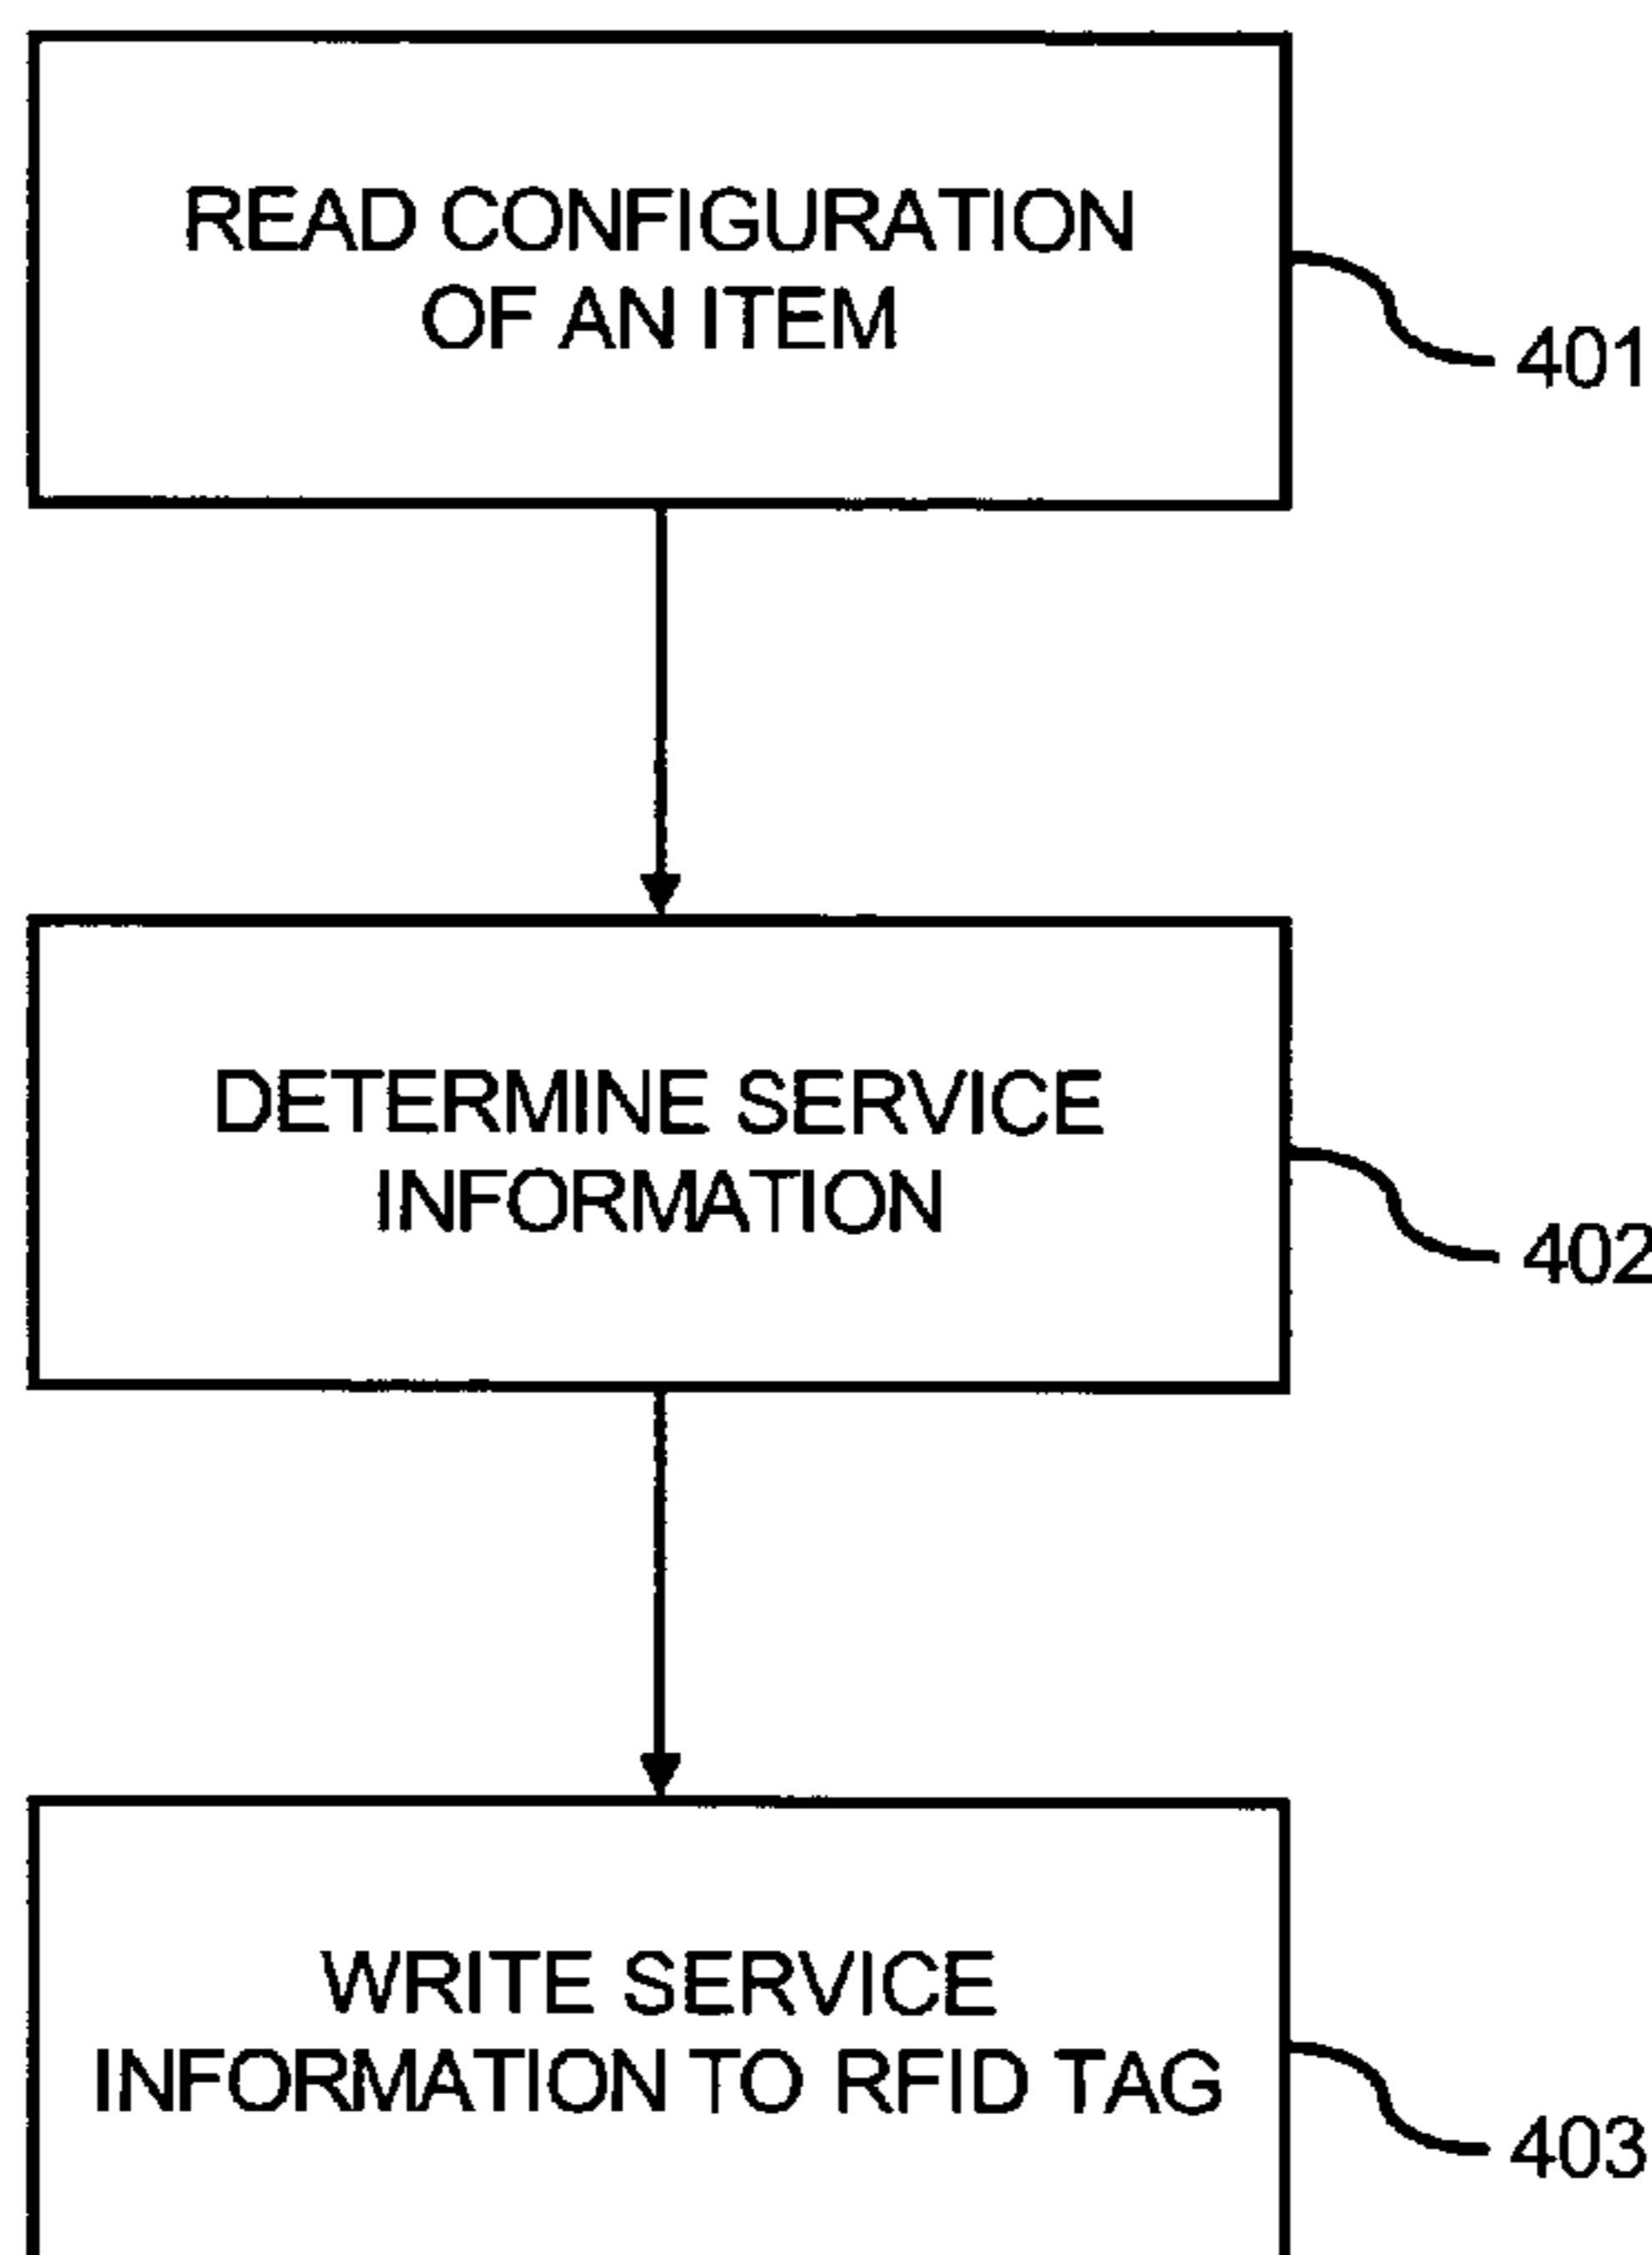 READ CONFIGURATION
OF AN ITEM
401
DETERMINE SERVICE
INFORMATION
402
WRITE SERVICE
INFORMATION TO RFID TAG
403